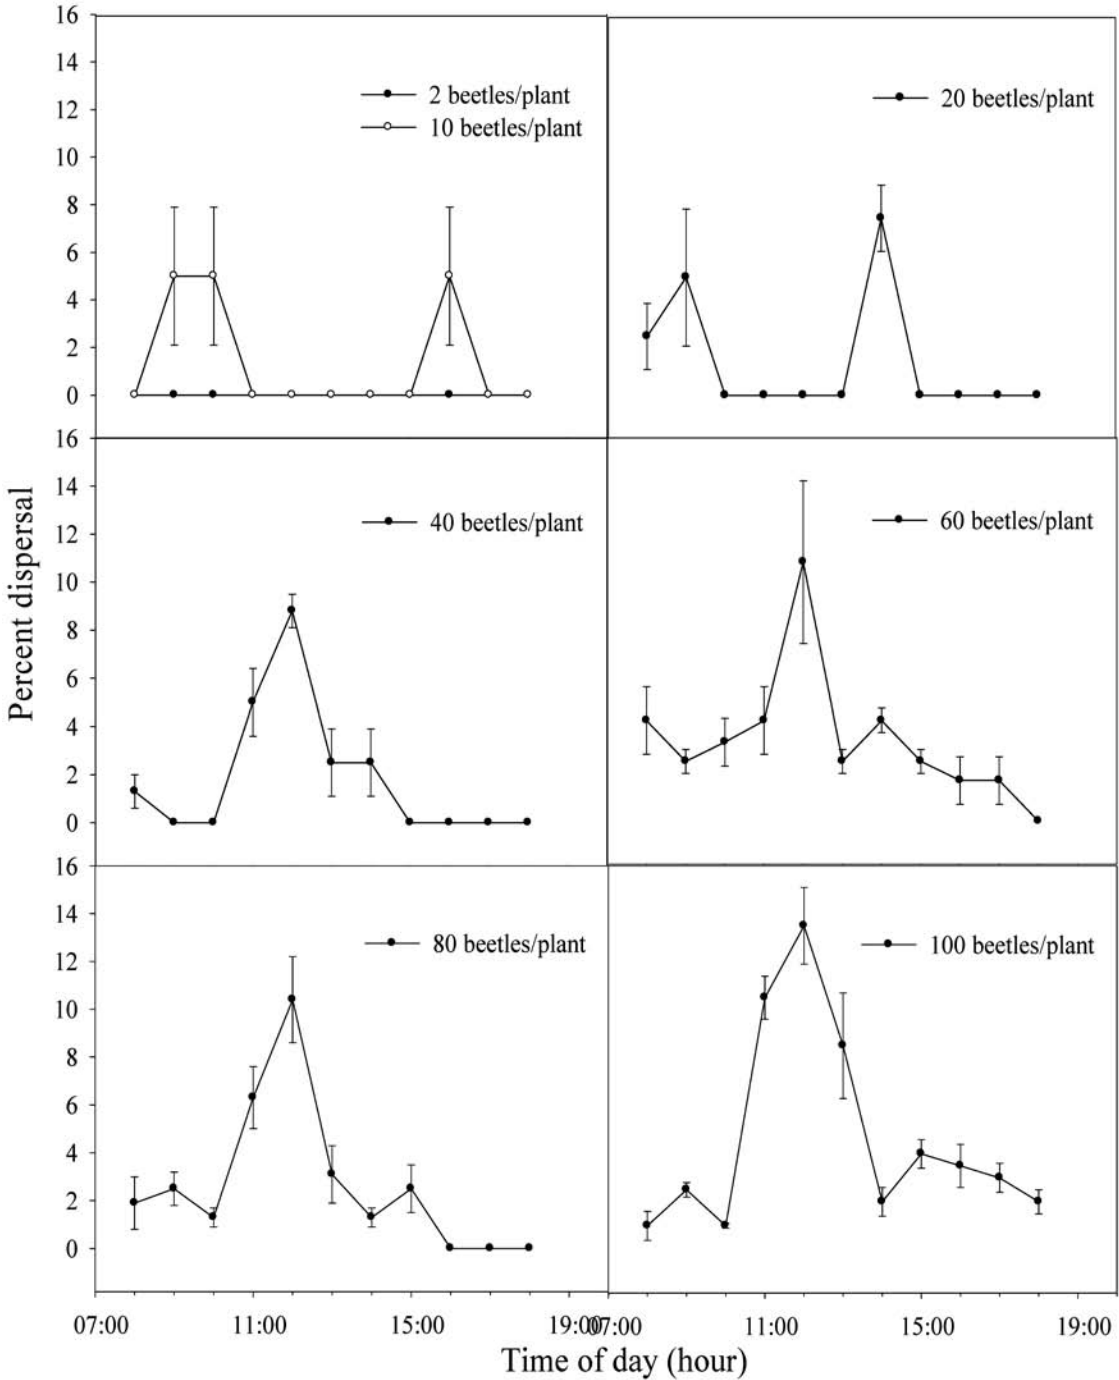 16
14
12
10
8
6
4
2
0
2 beetles/plant
10 beetles/plant
20 beetles/plant
16
14
12
10
8
6
4
2
0
40 beetles/plant
60 beetles/plant
16
14
12
10
8
6
4
2
0
80 beetles/plant
100 beetles/plant
Percent dispersal
07:00 11:00 15:00 19:00
07:00 11:00 15:00 19:00
Time of day (hour)